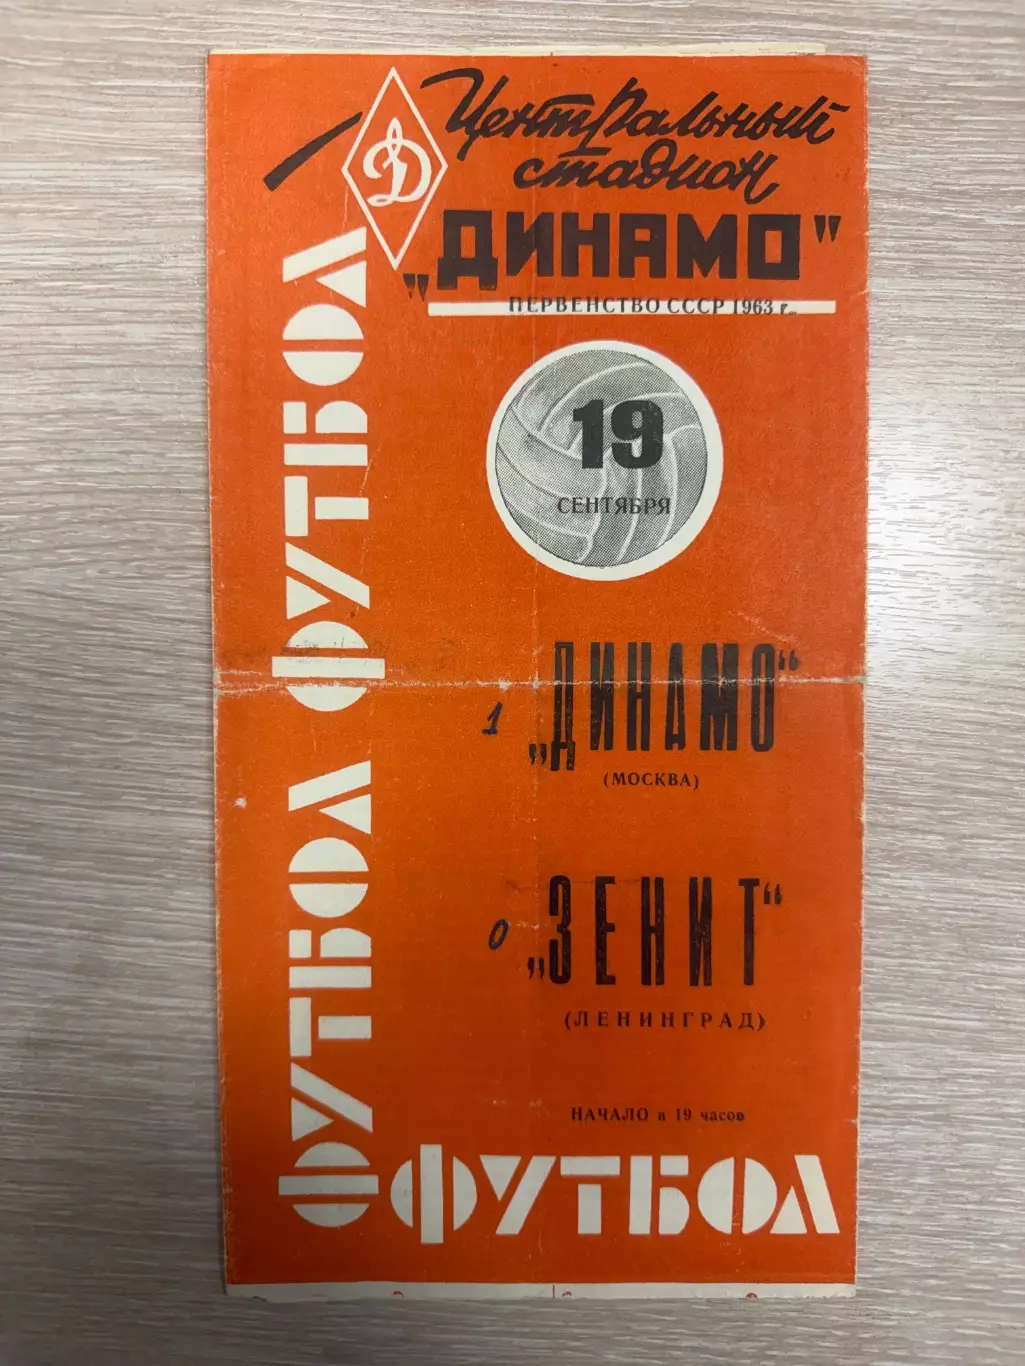 Центральный
стадион
„ДИНАМО"
ПЕРВЕНСТВО СССР 1963 г.
19
СЕНТЯБРЯ
1 „ДИНАМО“
(МОСКВА)
0 „ЗЕНИТ“
(ЛЕНИНГРАД)
НАЧАЛО в 19 часов
ФУТБОЛ
ФУТБОЛ
ФУТБОЛ
Д